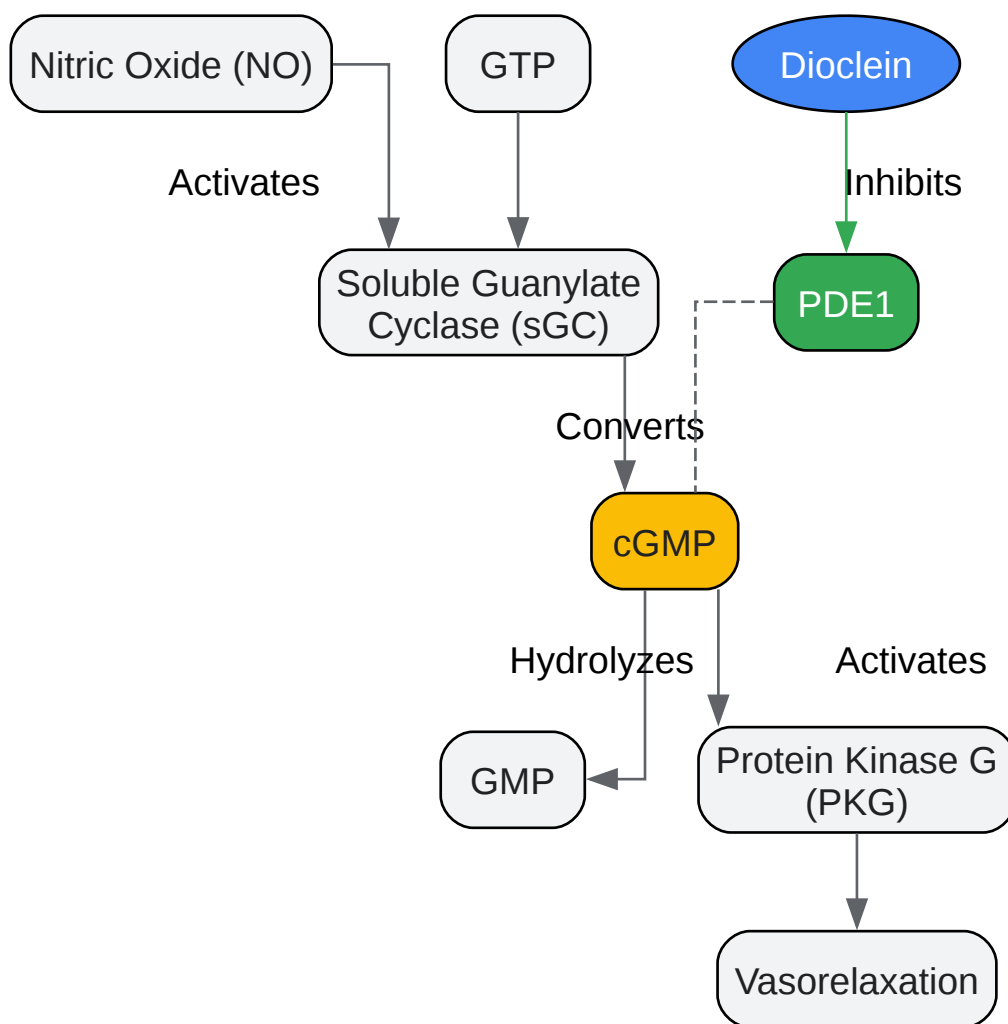 Nitric Oxide (NO)
GTP
Dioclein
Activates
Inhibits
Soluble Guanylate
Cyclase (sGC)
PDE1
Converts
cGMP
Hydrolyzes
Activates
GMP
Protein Kinase G
(PKG)
Vasorelaxation